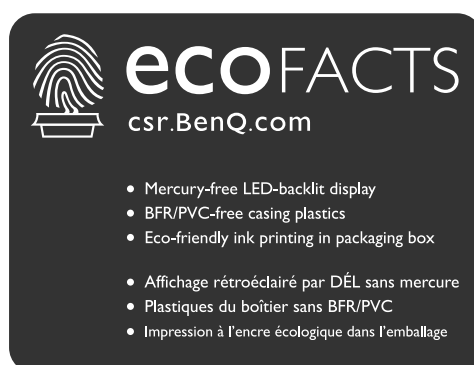 ecoFACTS
csr.BenQ.com
• Mercury-free LED-backlit display
• BFR/PVC-free casing plastics
• Eco-friendly ink printing in packaging box
• Affichage rétroéclairé par DÉL sans mercure
• Plastiques du boîtier sans BFR/PVC
• Impression à l'encre écologique dans l'emballage